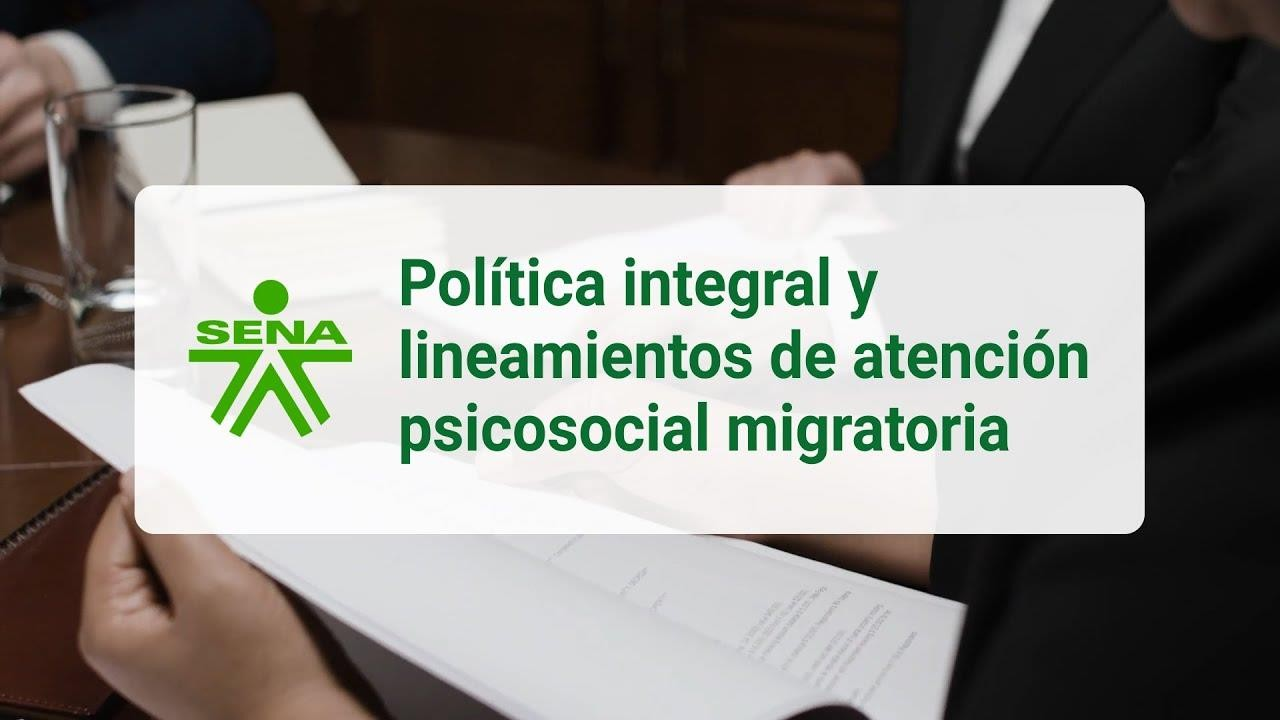 SENA
Política integral y
lineamientos de atención
psicosocial migratoria